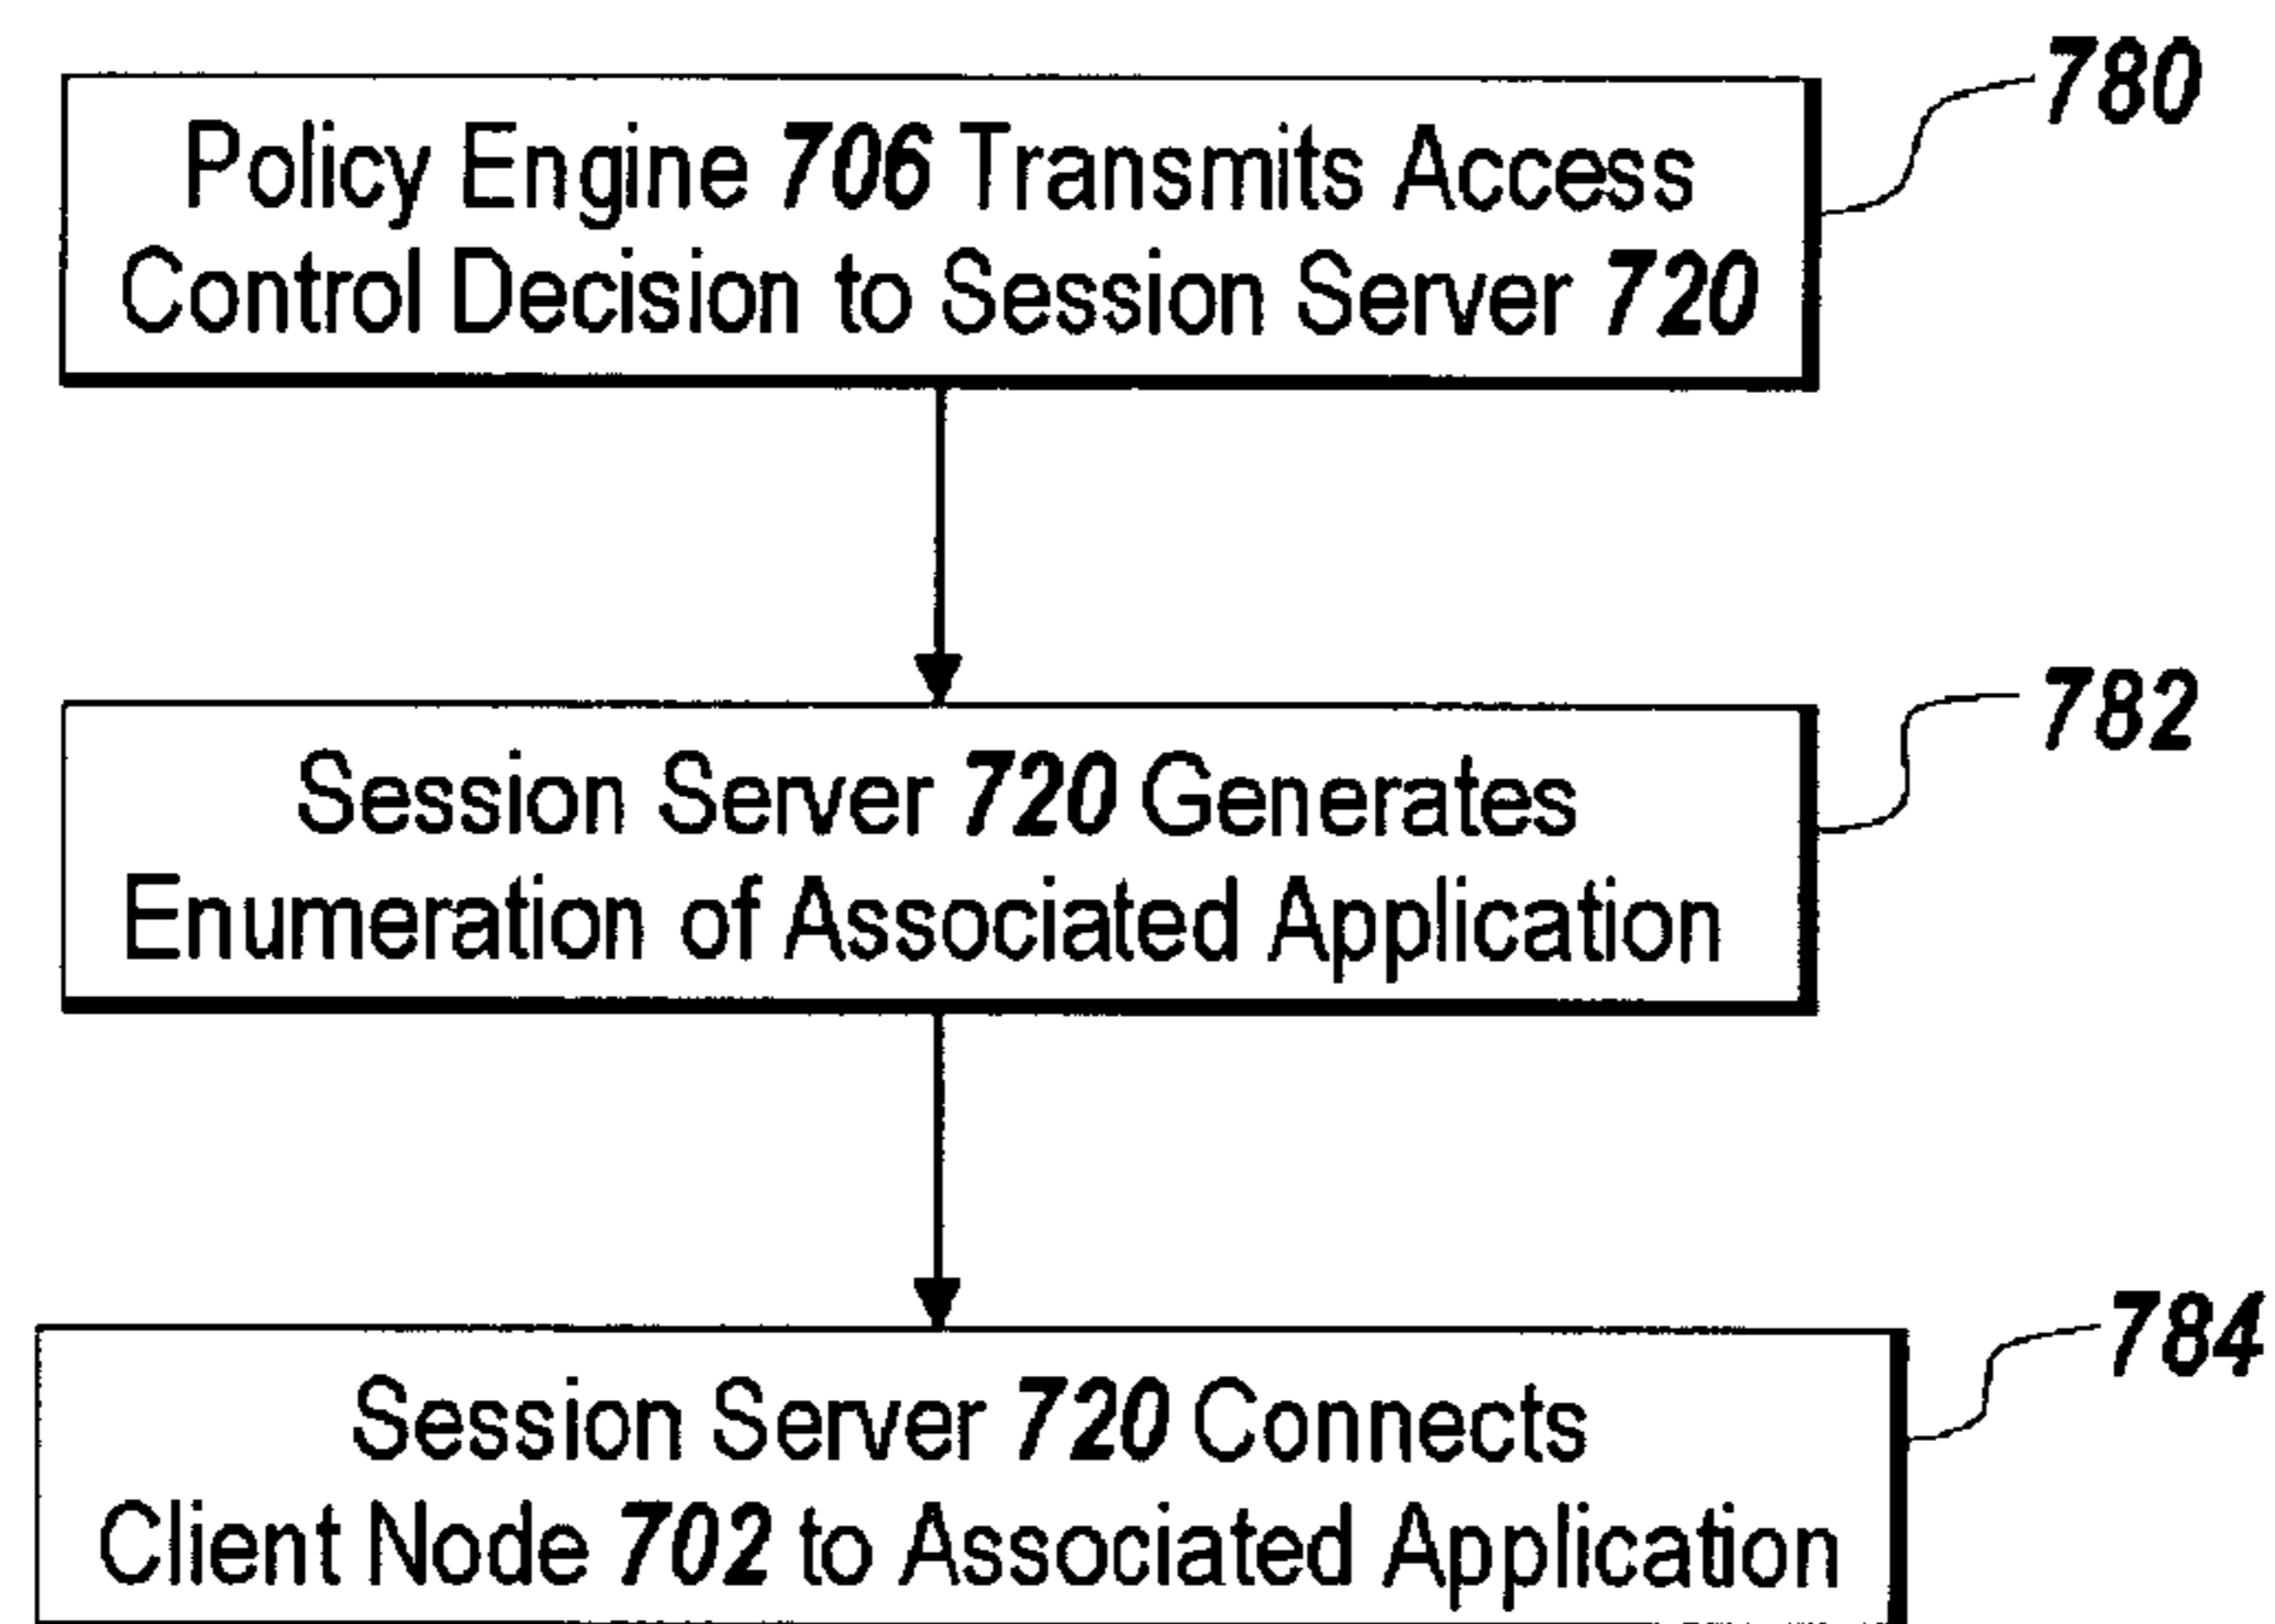 780
Policy Engine 706 Transmits Access
Control Decision to Session Server 720
782
Session Server 720 Generates
Enumeration of Associated Application
784
Session Server 720 Connects
Client Node 702 to Associated Application